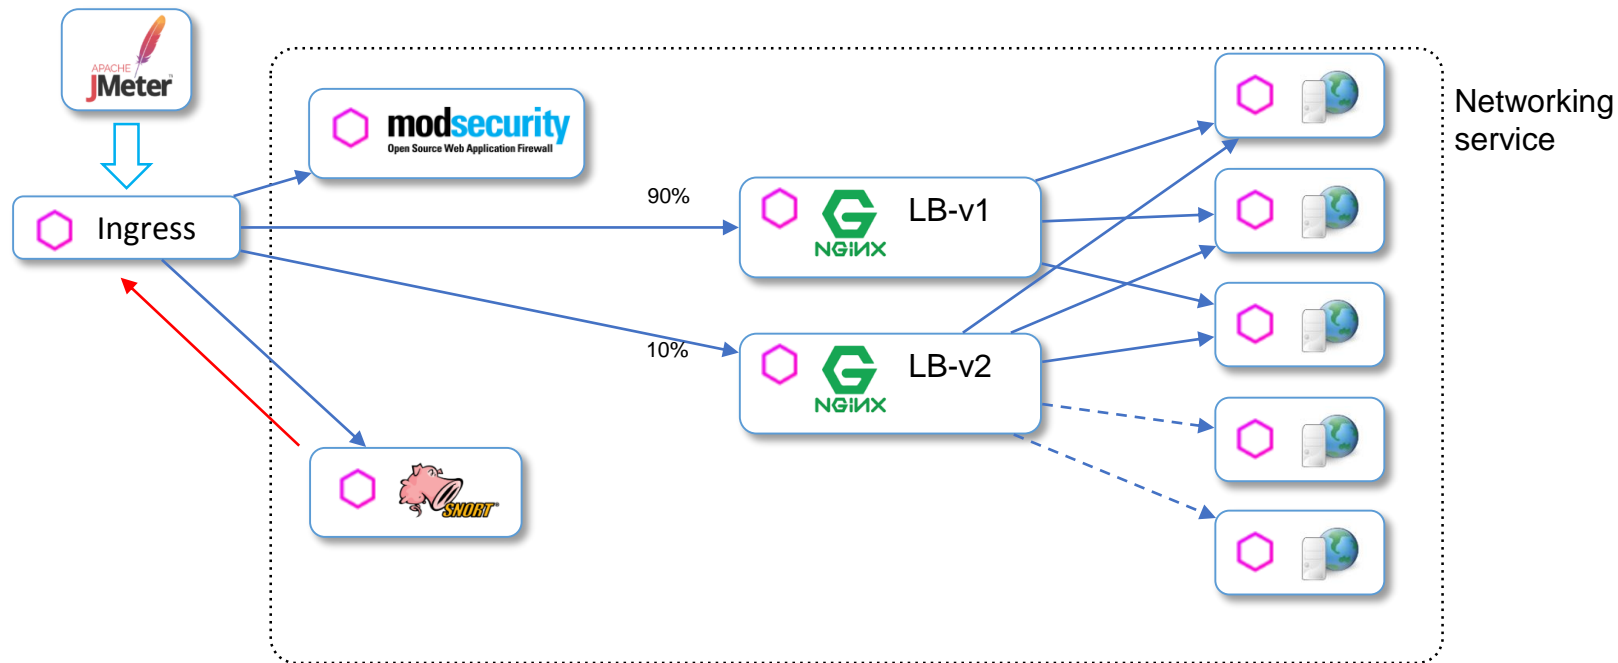 APACHE
JMeter
modsecurity
Open Source Web Application Firewall
Networking
service
90%
LB-v1
NGiNX
Ingress
10%
LB-v2
NGiNX
SNORT